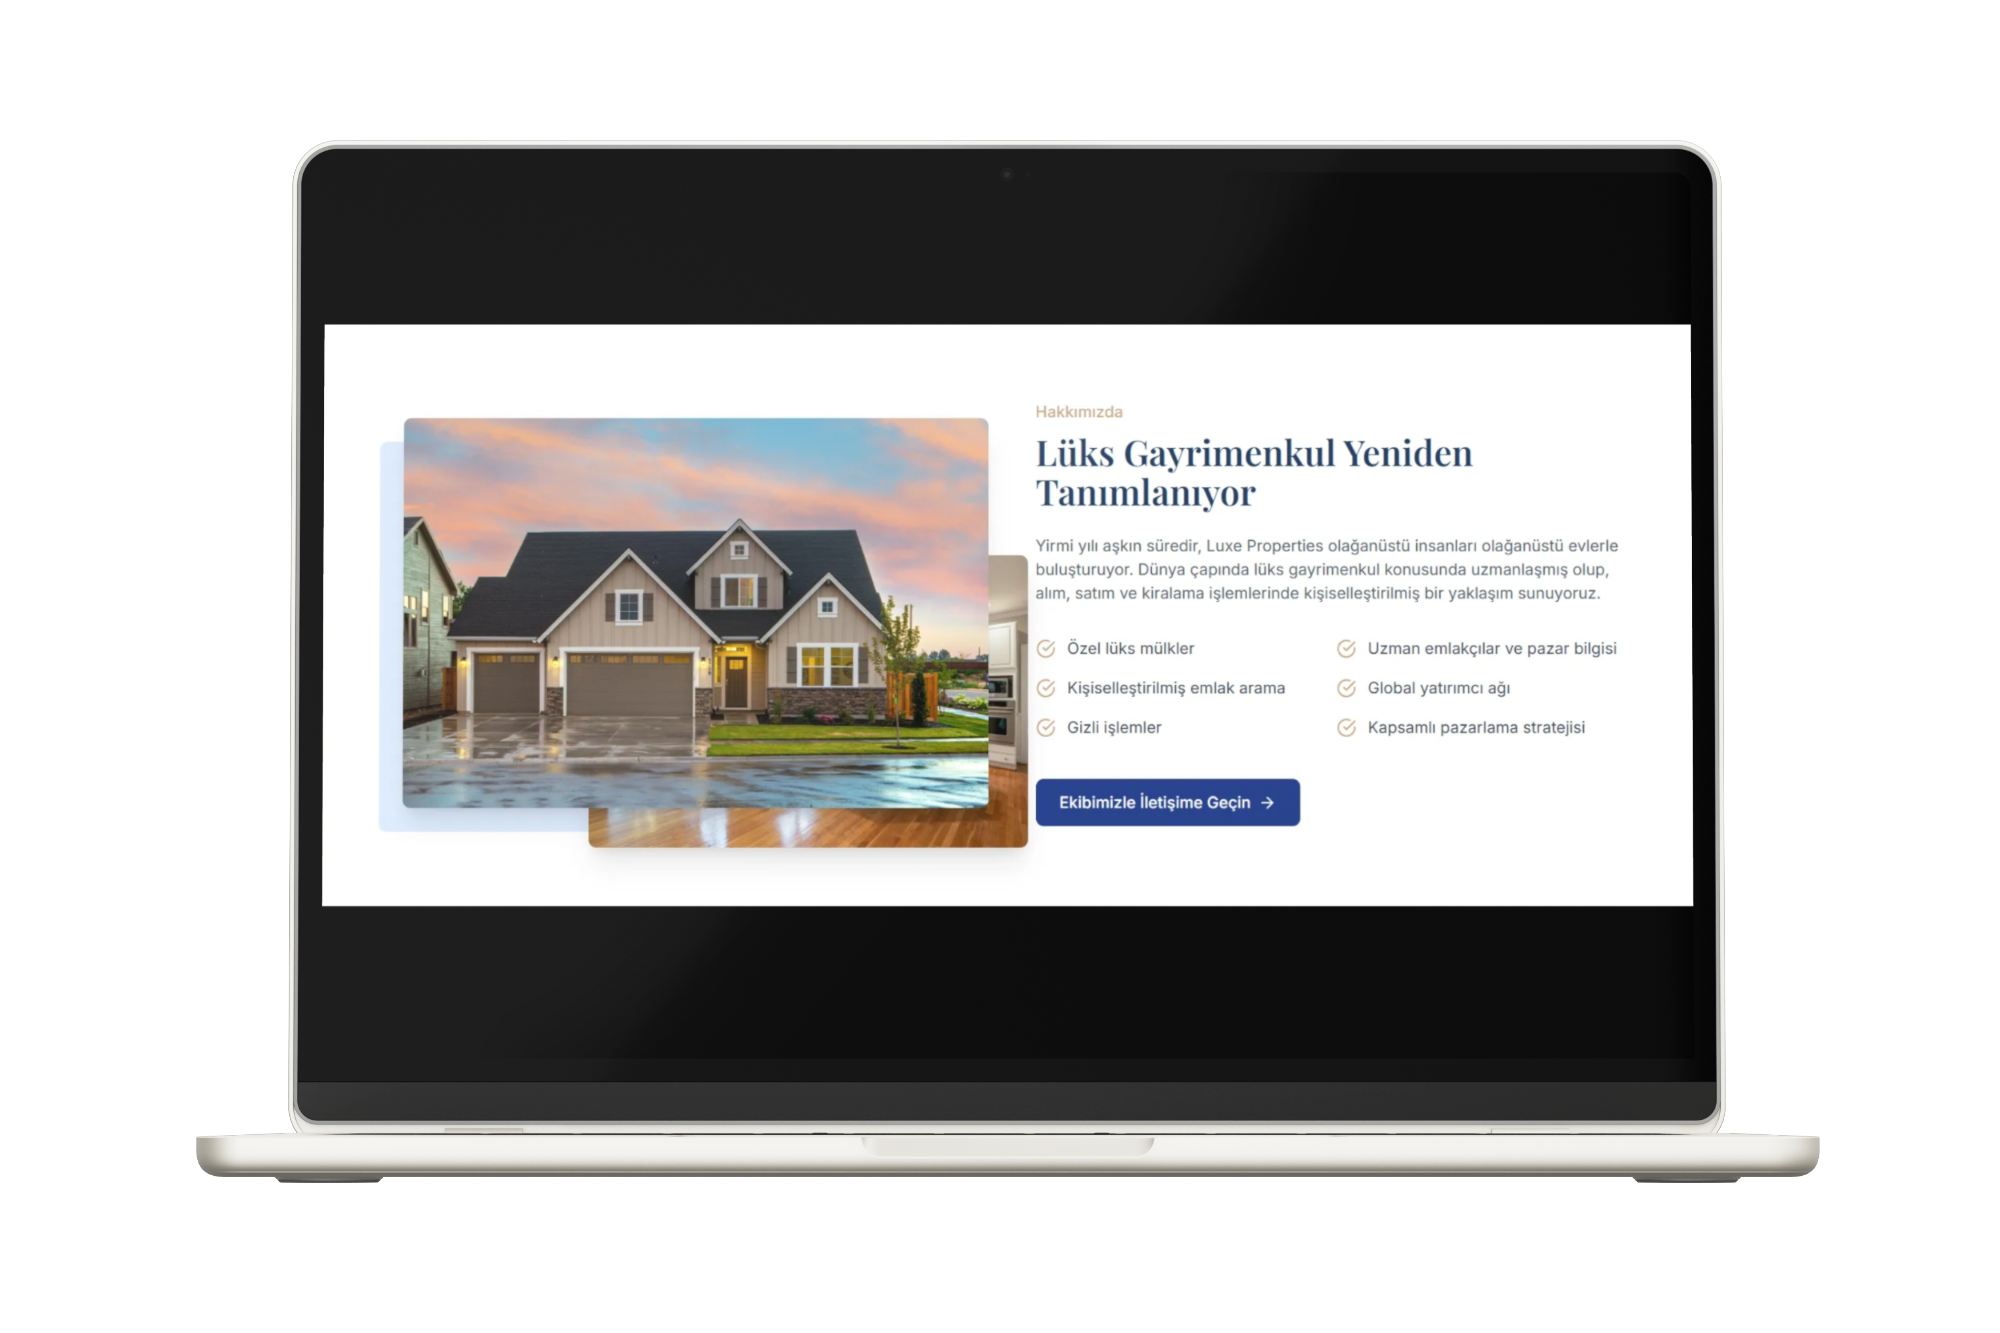 Hakkımızda
Lüks Gayrimenkul Yeniden
Tanımlanıyor
Yirmi yılı aşkın süredir, Luxe Properties olağanüstü insanları olağanüstü evlerle
buluşturuyor. Dünya çapında lüks gayrimenkul konusunda uzmanlaşmış olup,
alım, satım ve kiralama işlemlerinde kişiselleştirilmiş bir yaklaşım sunuyoruz.
Özel lüks mülkler
Uzman emlakçılar ve pazar bilgisi
Kişiselleştirilmiş emlak arama
Global yatırımcı ağı
Gizli işlemler
Kapsamlı pazarlama stratejisi
Ekibimizle İletişime Geçin →